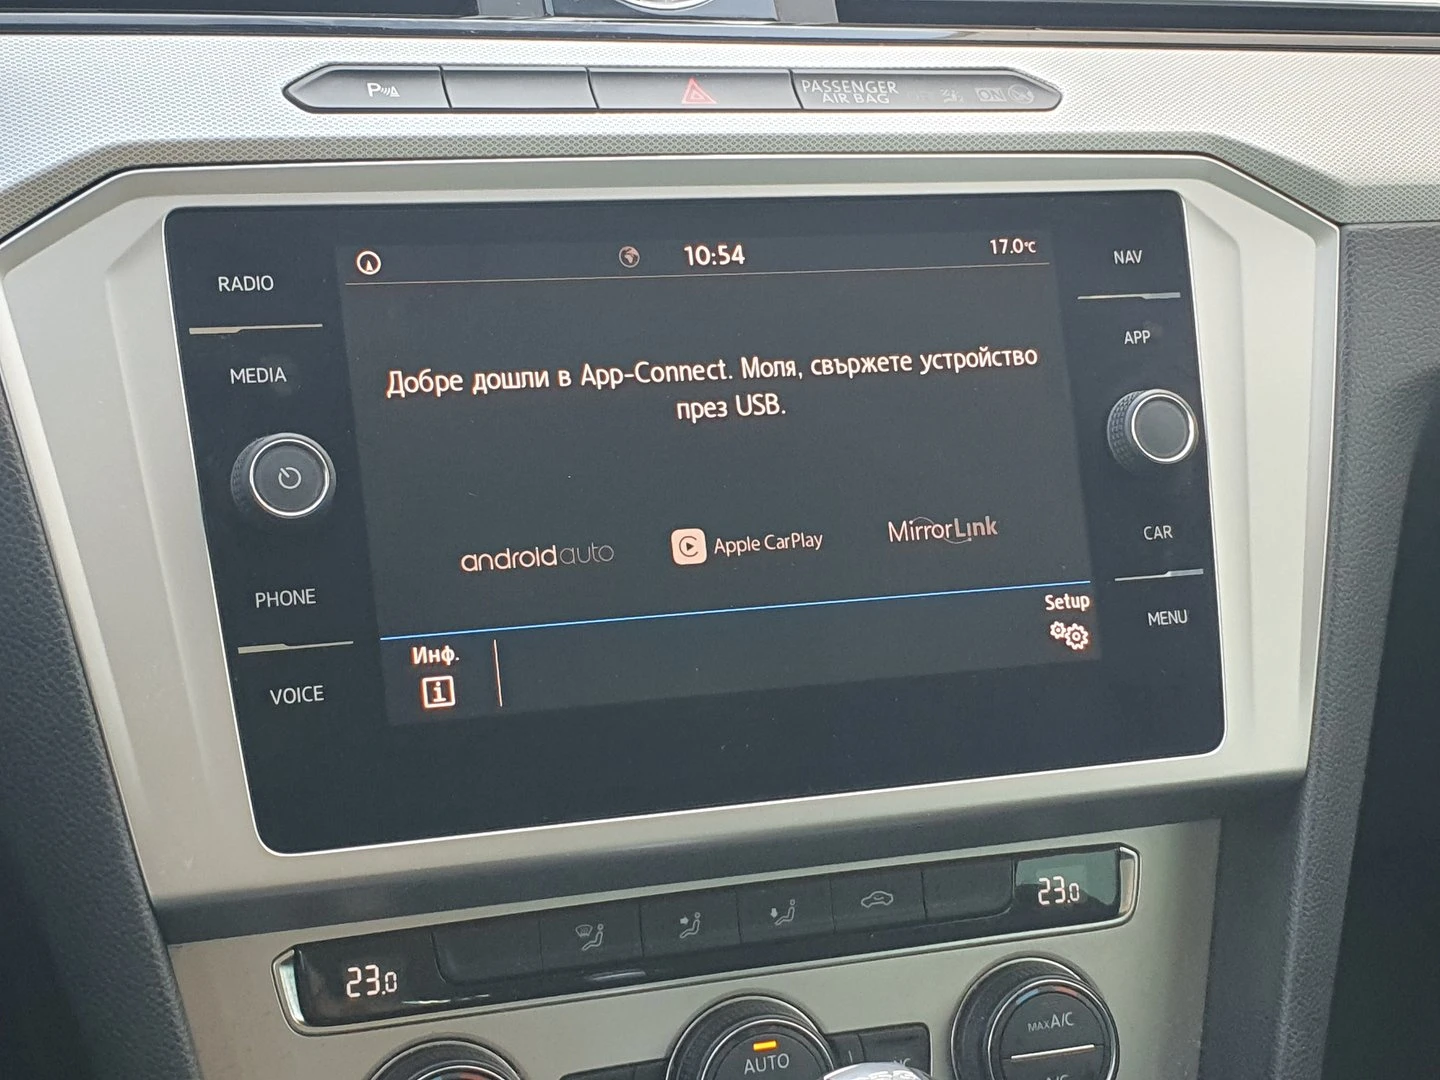 P
PASSENGER
AIR BAG
ON
RADIO
MEDIA
PHONE
VOICE
10:54
17.0°C
Добре дошли в App-Connect. Моля, свържете устройство
през USB.
androidauto
Apple CarPlay
MirrorLink
Setup
Инф.
i
NAV
APP
CAR
MENU
23.0
23.0
AUTO
MAX A/C